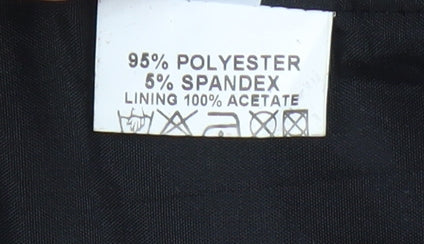 95% POLYESTER
5% SPANDEX
LINING 100% ACETATE